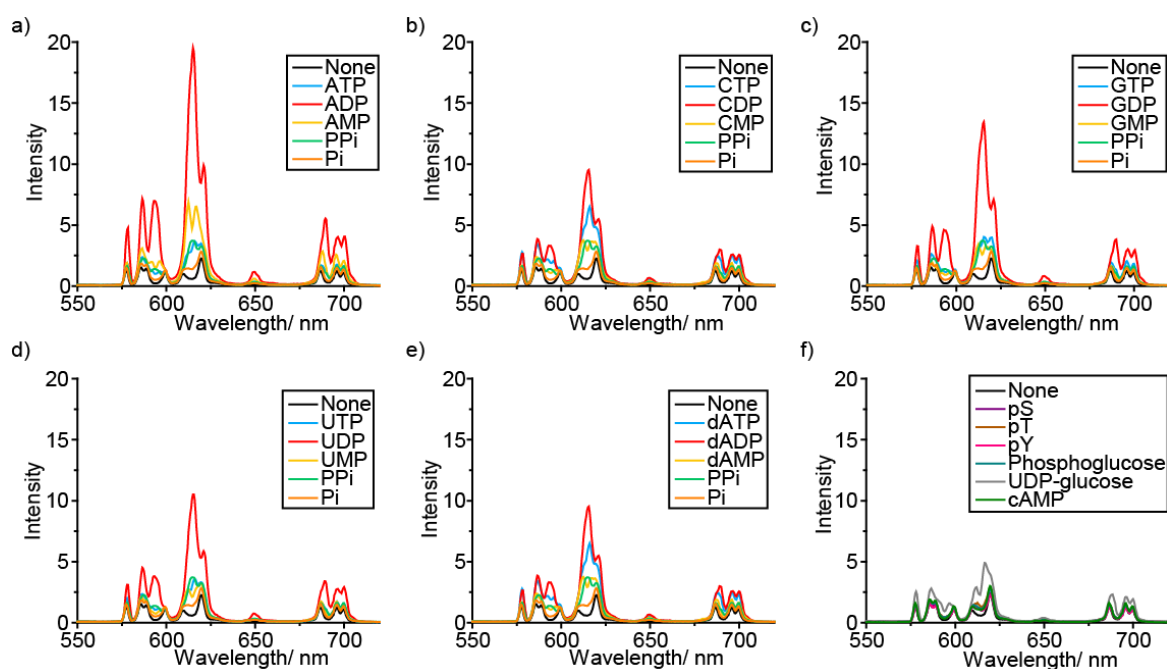 a)
20
15
10
5
0
Intensity
550
600
650
700
Wavelength/ nm
None
ATP
ADP
AMP
PPi
Pi
b)
20
15
10
5
0
Intensity
550
600
650
700
Wavelength/ nm
None
CTP
CDP
CMP
PPi
Pi
c)
20
15
10
5
0
Intensity
550
600
650
700
Wavelength/ nm
None
GTP
GDP
GMP
PPi
Pi
d)
20
15
10
5
0
Intensity
550
600
650
700
Wavelength/ nm
None
UTP
UDP
UMP
PPi
Pi
e)
20
15
10
5
0
Intensity
550
600
650
700
Wavelength/ nm
None
dATP
dADP
dAMP
PPi
Pi
f)
20
15
10
5
0
Intensity
550
600
650
700
Wavelength/ nm
None
pS
pT
pY
Phosphoglucose
UDP-glucose
cAMP